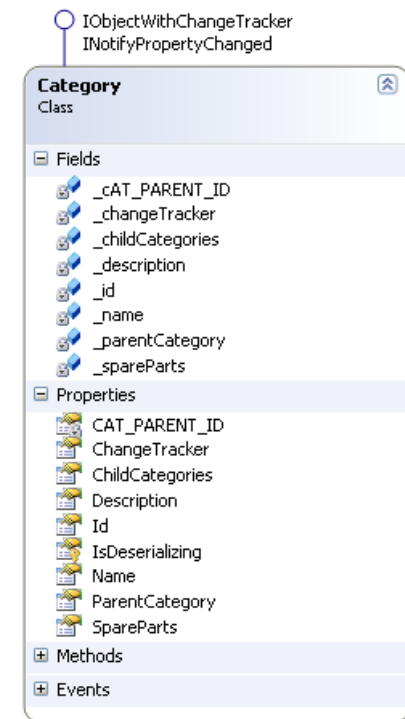 IObjectWithChangeTracker
INotifyPropertyChanged
Category
Class
Fields
_cAT_PARENT_ID
_changeTracker
_childCategories
_description
_id
_name
_parentCategory
_spareParts
Properties
CAT_PARENT_ID
ChangeTracker
ChildCategories
Description
Id
IsDeserializing
Name
ParentCategory
SpareParts
Methods
Events